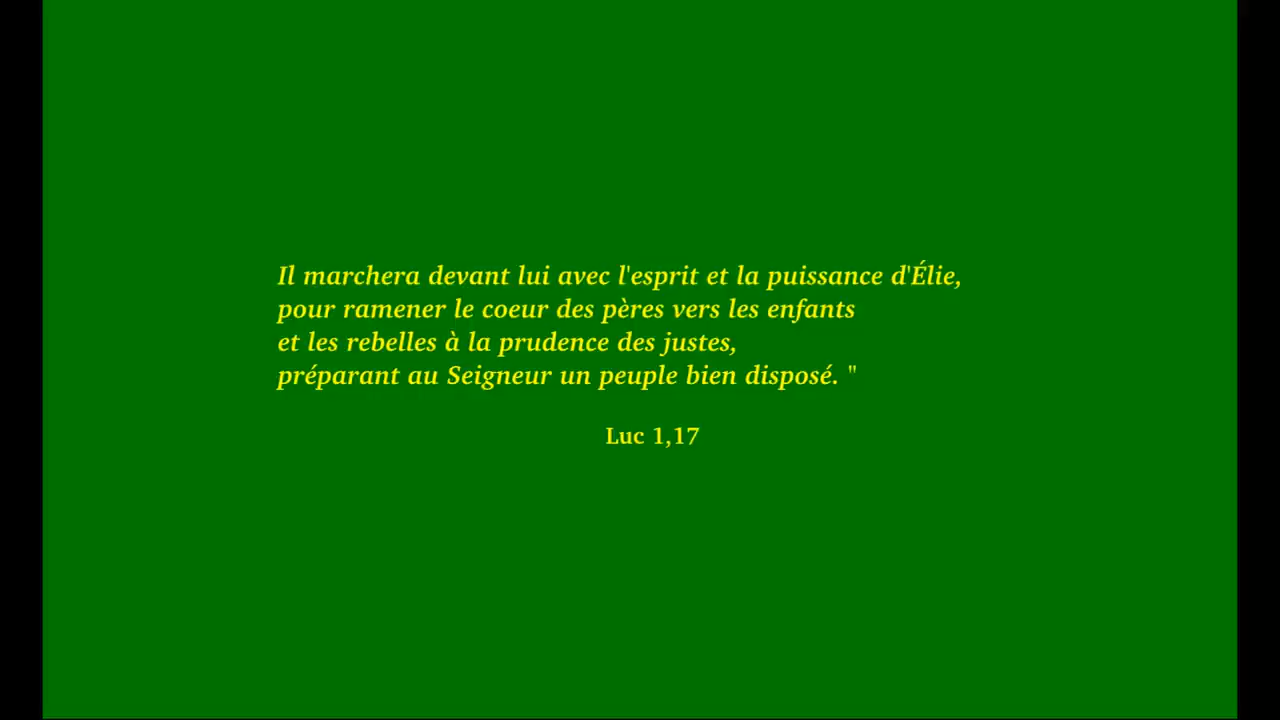 Il marchera devant lui avec l'esprit et la puissance d'Élie,
pour ramener le coeur des pères vers les enfants
et les rebelles à la prudence des justes,
préparant au Seigneur un peuple bien disposé. "
Luc 1,17